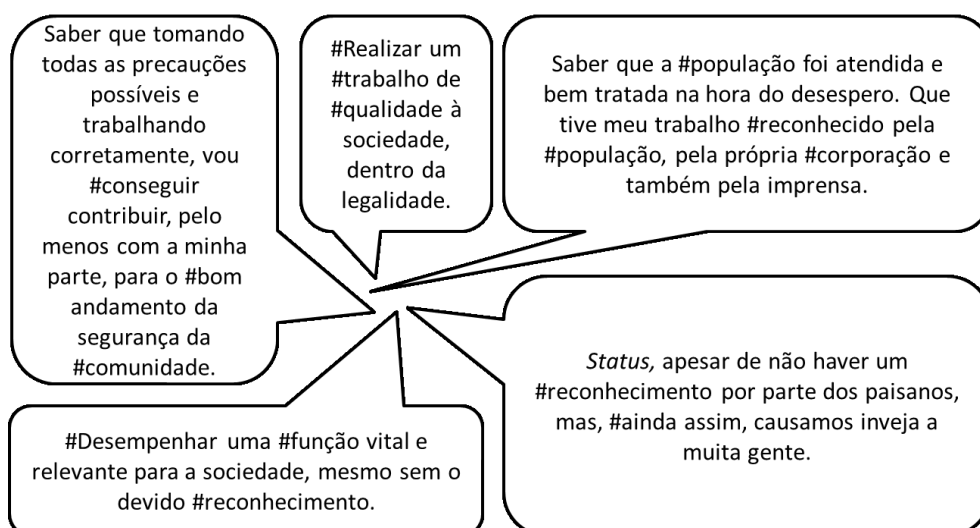 Saber que tomando
todas as precauções
possíveis e
trabalhando
corretamente, vou
#conseguir
contribuir, pelo
menos com a minha
parte, para o #bom
andamento da
segurança da
#comunidade.
#Realizar um
#trabalho de
#qualidade à
sociedade,
dentro da
legalidade.
Saber que a #população foi atendida e
bem tratada na hora do desespero. Que
tive meu trabalho #reconhecido pela
#população, pela própria #corporação e
também pela imprensa.
Status, apesar de não haver um
#reconhecimento por parte dos paisanos,
mas, #ainda assim, causamos inveja a
muita gente.
#Desempenhar uma #função vital e
relevante para a sociedade, mesmo sem o
devido #reconhecimento.